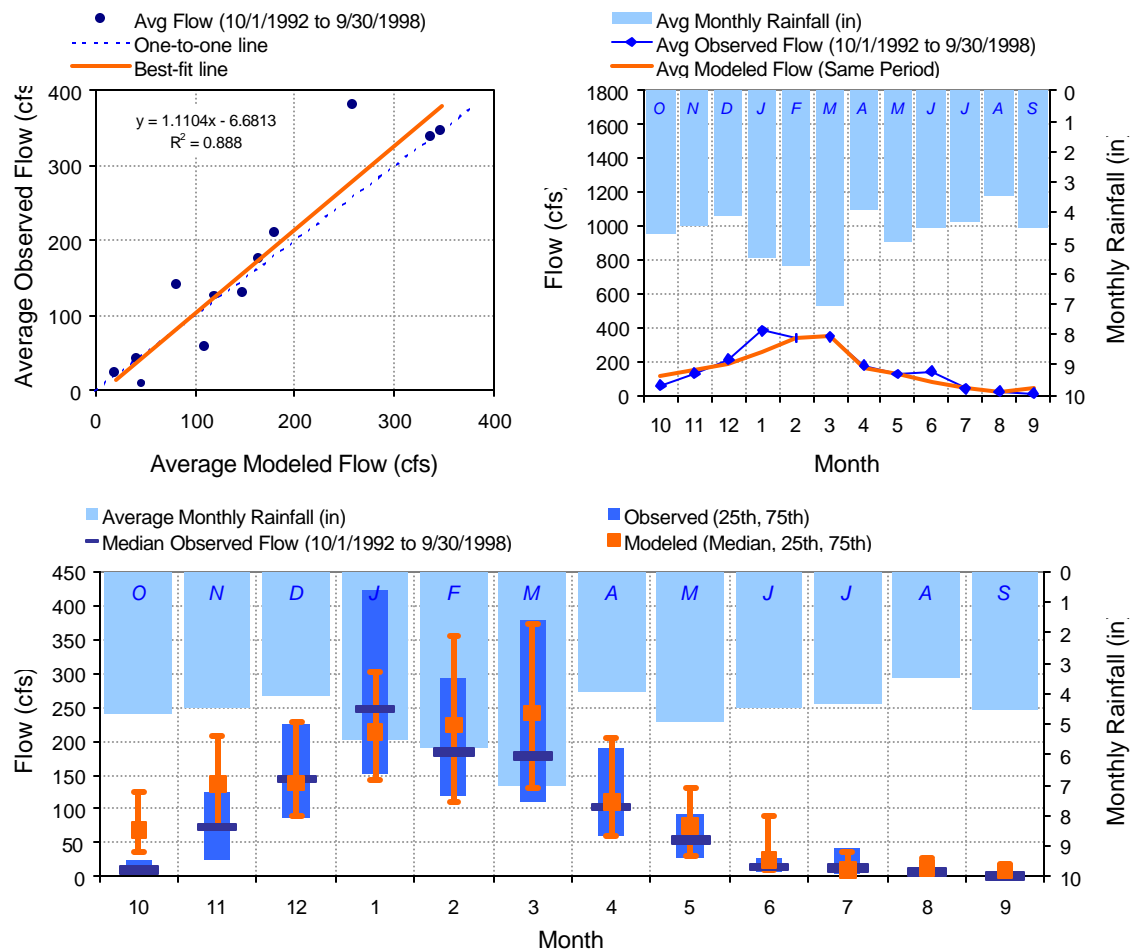 Avg Flow (10/1/1992 to 9/30/1998)
One-to-one line
Best-fit line
y = 1.1104x - 6.6813
R² = 0.888
Average Observed Flow (cfs)
400
300
200
100
0
0 100 200 300 400
Average Modeled Flow (cfs)
Avg Monthly Rainfall (in)
Avg Observed Flow (10/1/1992 to 9/30/1998)
Avg Modeled Flow (Same Period)
O N D J F M A M J J A S
Flow (cfs)
1800
1600
1400
1200
1000
800
600
400
200
0
0
1
2
3
4
5
6
7
8
9
10
Monthly Rainfall (in)
10 11 12 1 2 3 4 5 6 7 8 9
Month
Average Monthly Rainfall (in)
Median Observed Flow (10/1/1992 to 9/30/1998)
Observed (25th, 75th)
Modeled (Median, 25th, 75th)
O N D J F M A M J J A S
Flow (cfs)
450
400
350
300
250
200
150
100
50
0
0
1
2
3
4
5
6
7
8
9
10
Monthly Rainfall (in)
10 11 12 1 2 3 4 5 6 7 8 9
Month